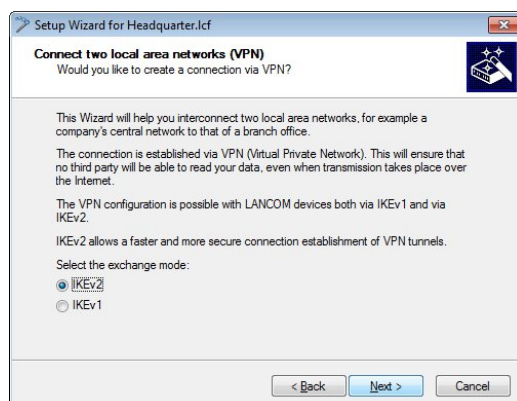 Setup Wizard for Headquarter.lcf
Connect two local area networks (VPN)
Would you like to create a connection via VPN?
This Wizard will help you interconnect two local area networks, for example a
company's central network to that of a branch office.
The connection is established via VPN (Virtual Private Network). This will ensure that
no third party will be able to read your data, even when transmission takes place over
the Internet.
The VPN configuration is possible with LANCOM devices both via IKEv1 and via
IKEv2.
IKEv2 allows a faster and more secure connection establishment of VPN tunnels.
Select the exchange mode:
IKEv2
IKEv1
< Back
Next >
Cancel